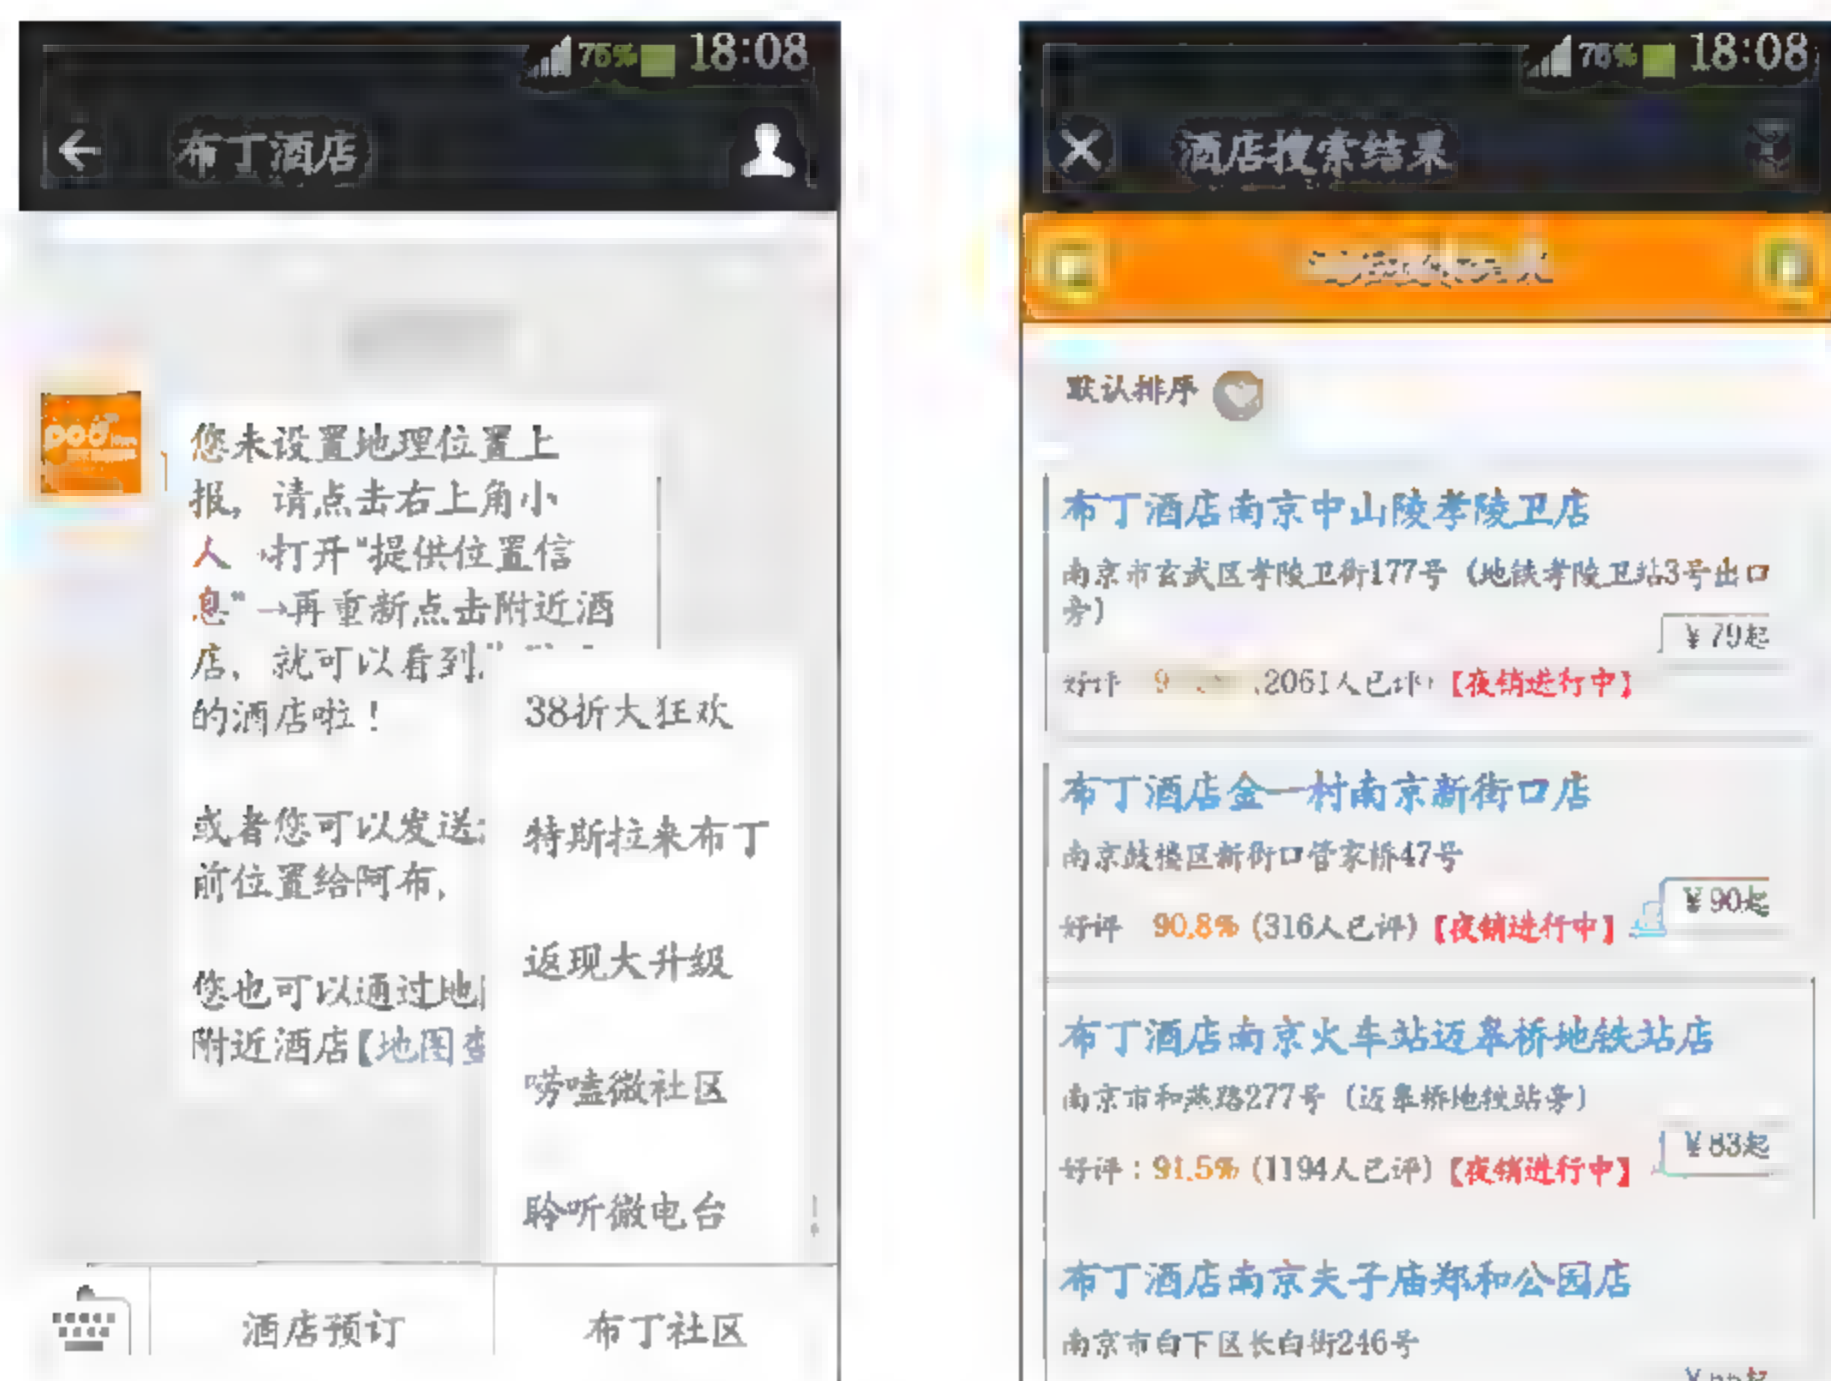 75% 18:08
布丁酒店
您未设置地理位置上
报，请点击右上角小
人→打开“提供位置信
息”→再重新点击附近酒
店，就可以看到
的酒店啦！
或者您可以发送
前位置给阿布，
您也可以通过地
附近酒店【地图查
38折大狂欢
特斯拉来布丁
返现大升级
唠嗑微社区
聆听微电台
酒店预订
布丁社区
75% 18:08
酒店搜索结果
默认排序
布丁酒店南京中山陵孝陵卫店
南京市玄武区孝陵卫街177号（地铁孝陵卫站3号出口
旁）
¥79起
好评 2061人已评 【夜销进行中】
布丁酒店金一村南京新街口店
南京鼓楼区新街口管家桥47号
¥90起
好评 90.8% (316人已评) 【夜销进行中】
布丁酒店南京火车站迈皋桥地铁站店
南京市和燕路277号（迈皋桥地铁站旁）
¥83起
好评：91.5% (1194人已评) 【夜销进行中】
布丁酒店南京夫子庙郑和公园店
南京市白下区长白街246号